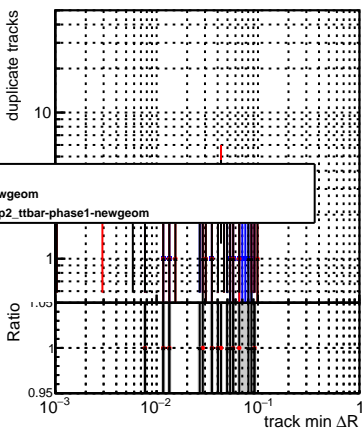 duplicate tracks
10
wgeom
p2_ttbar-phase1-newgeom
1
Ratio
1.05
1
0.95
10⁻³ 10⁻² 10⁻¹ 1
track min ΔR